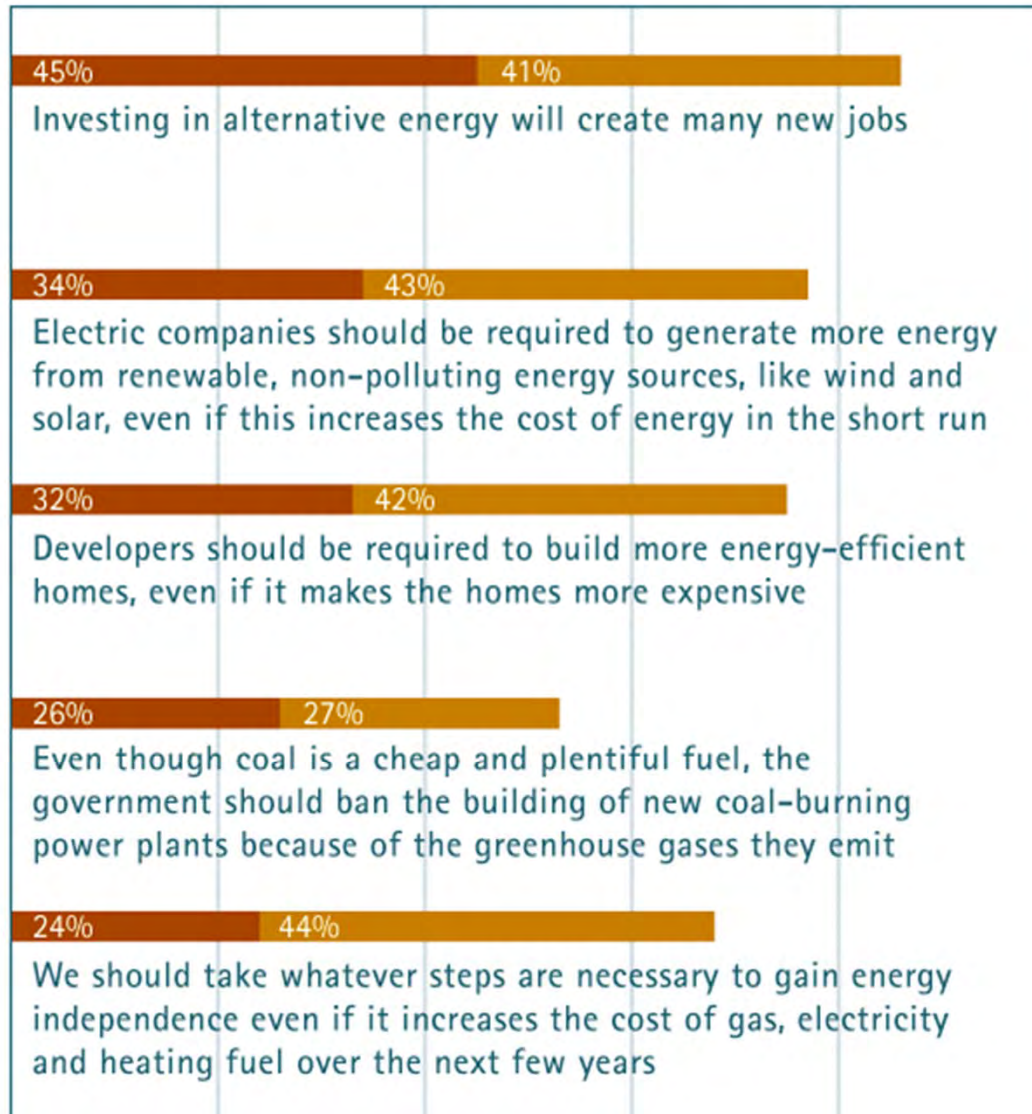 45% 41%
Investing in alternative energy will create many new jobs
34% 43%
Electric companies should be required to generate more energy
from renewable, non-polluting energy sources, like wind and
solar, even if this increases the cost of energy in the short run
32% 42%
Developers should be required to build more energy-efficient
homes, even if it makes the homes more expensive
26% 27%
Even though coal is a cheap and plentiful fuel, the
government should ban the building of new coal-burning
power plants because of the greenhouse gases they emit
24% 44%
We should take whatever steps are necessary to gain energy
independence even if it increases the cost of gas, electricity
and heating fuel over the next few years